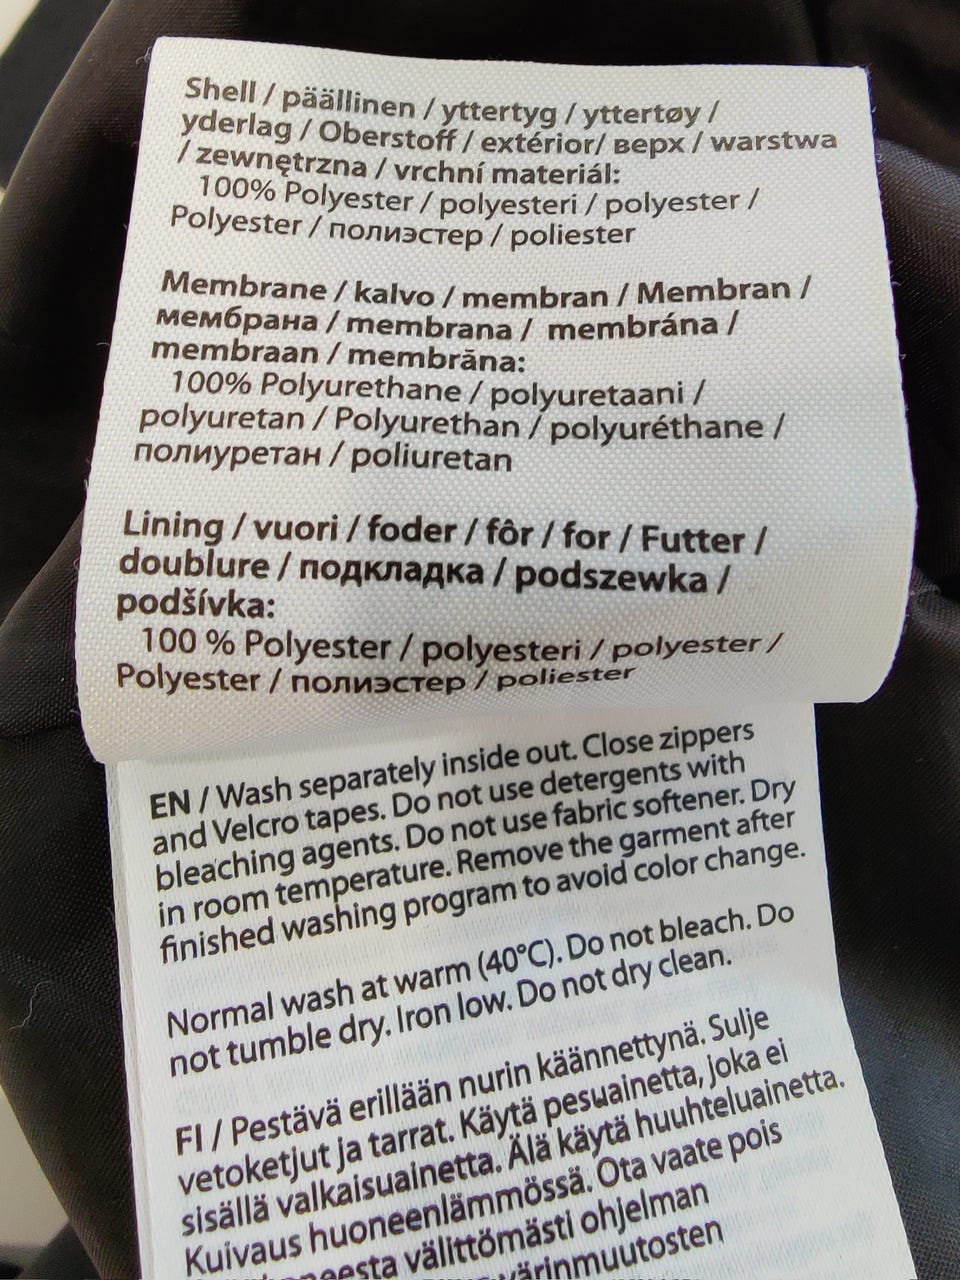 Shell / päällinen / yttertyg / yttertøy /
yderlag / Oberstoff / extérior/ верх / warstwa
/ zewnętrzna / vrchní materiál:
100% Polyester / polyesteri / polyester /
Polyester / полиэстер / poliester
Membrane / kalvo / membran / Membran /
мембрана / membrana / membrána /
membraan / membrāna:
100% Polyurethane / polyuretaani /
polyuretan / Polyurethan / polyuréthane /
полиуретан / poliuretan
Lining / vuori / foder / fôr / for / Futter /
doublure / подкладка / podszewka /
podšívka:
100 % Polyester / polyesteri / polyester /
Polyester / полиэстер / poliester
EN / Wash separately inside out. Close zippers
and Velcro tapes. Do not use detergents with
bleaching agents. Do not use fabric softener. Dry
in room temperature. Remove the garment after
finished washing program to avoid color change.
Normal wash at warm (40°C). Do not bleach. Do
not tumble dry. Iron low. Do not dry clean.
FI / Pestävä erillään nurin käännettynä. Sulje
vetoketjut ja tarrat. Käytä pesuainetta, joka ei
sisällä valkaisuainetta. Älä käytä huuhteluainetta.
Kuivaus huoneenlämmössä. Ota vaate pois
välittömästi ohjelman
värinmuutosten